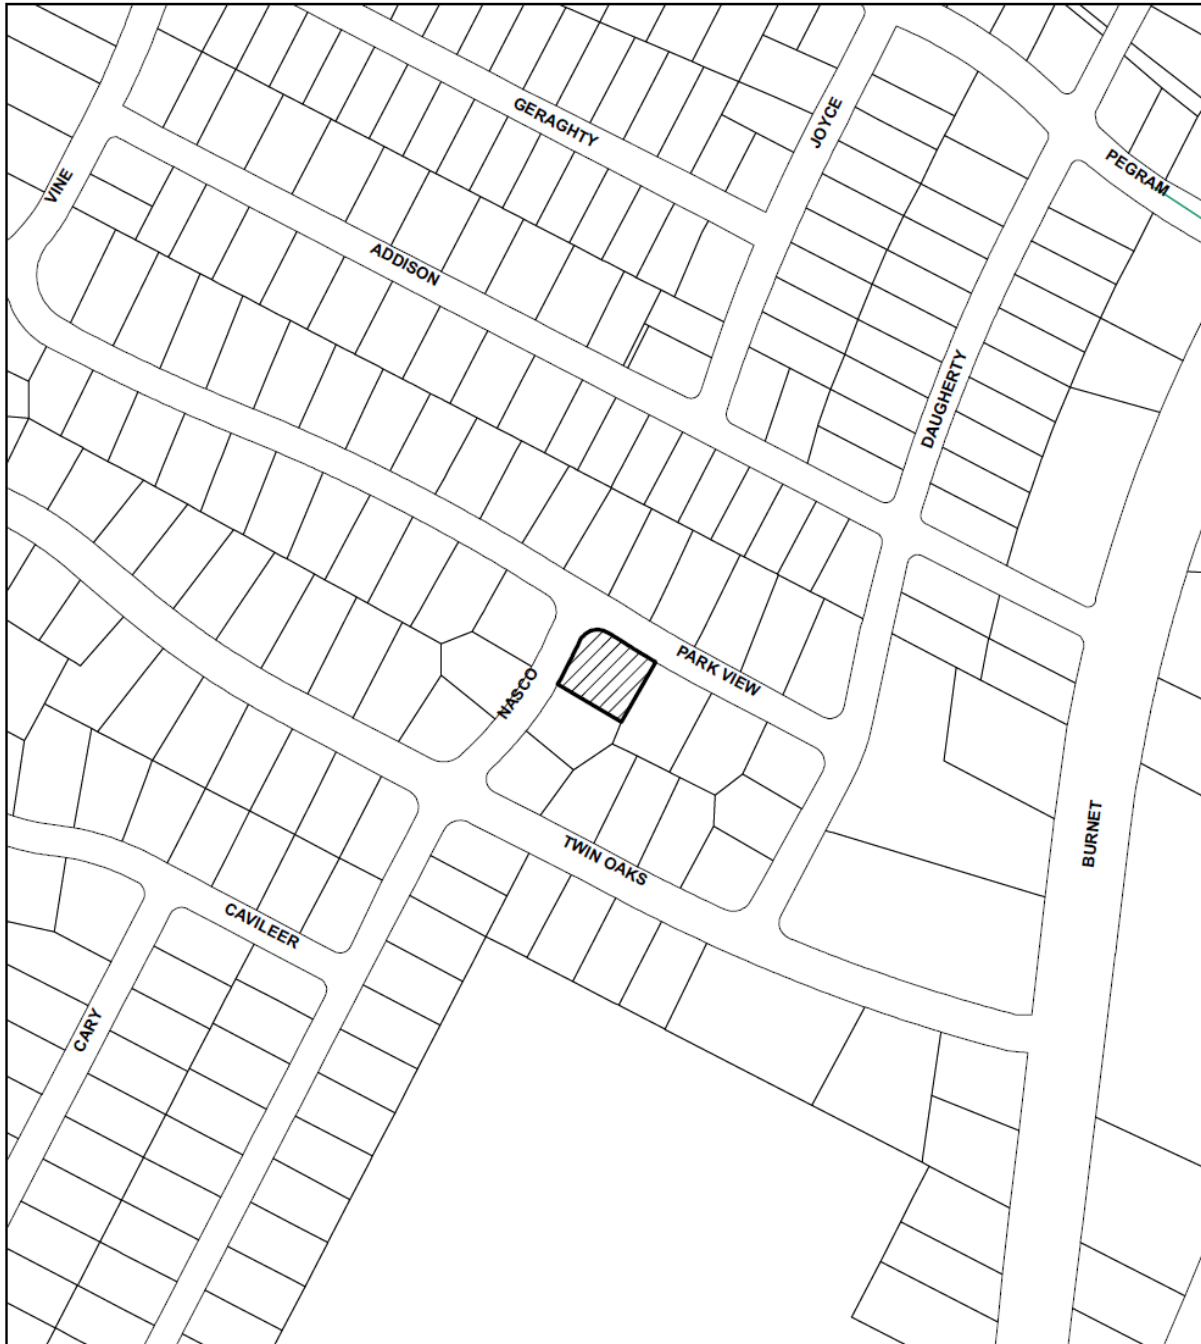 GERAGHTY
JOYCE
PEGRAM
VINE
ADDISON
DAUGHERTY
PARK VIEW
NASCO
BURNET
TWIN OAKS
CAVILEER
CARY